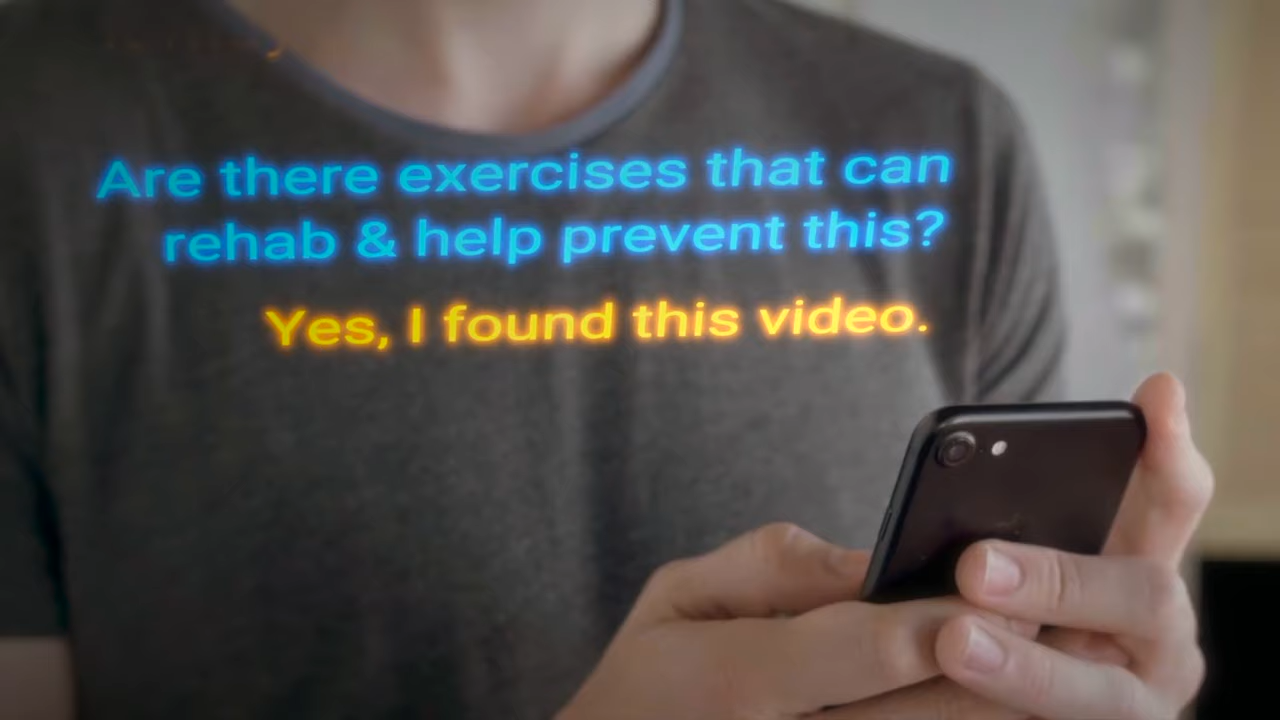 Are there exercises that can
rehab & help prevent this?
Yes, I found this video.